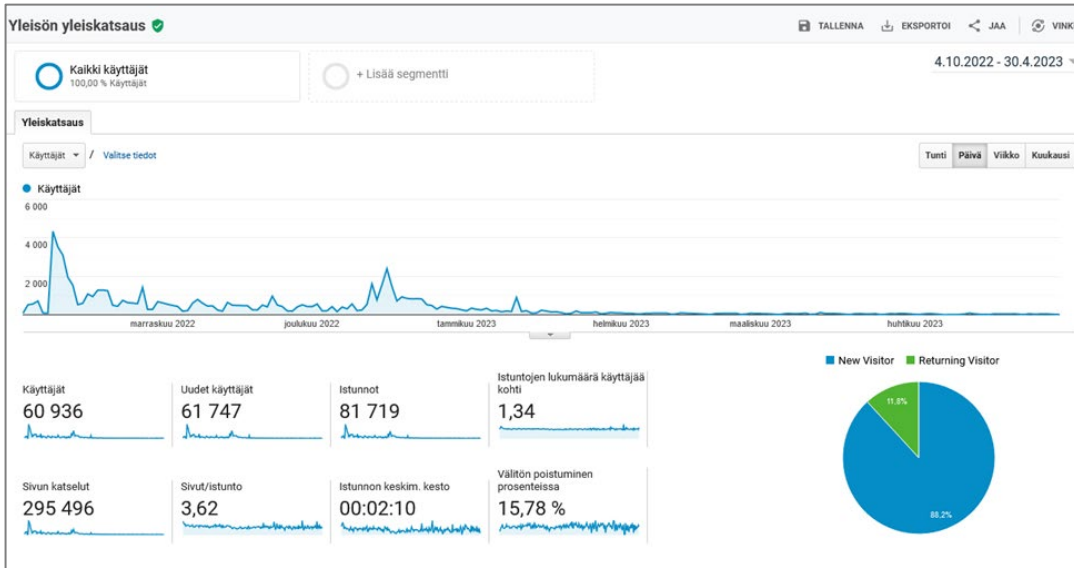 Yleisön yleiskatsaus
TALLENNA EKSPORTOI JAA VINK
Kaikki käyttäjät
100,00 % Käyttäjät
+ Lisää segmentti
4.10.2022 - 30.4.2023
Yleiskatsaus
Käyttäjät / Valitse tiedot
Tunti Päivä Viikko Kuukausi
Käyttäjät
6 000
4 000
2 000
marraskuu 2022 joulukuu 2022 tammikuu 2023 helmikuu 2023 maaliskuu 2023 huhtikuu 2023
New Visitor Returning Visitor
Käyttäjät
60 936
Uudet käyttäjät
61 747
Istunnot
81 719
Istuntojen lukumäärä käyttäjää
kohti
1,34
Sivun katselut
295 496
Sivut/istunto
3,62
Istunnon keskim. kesto
00:02:10
Välitön poistuminen
prosenteissa
15,78 %
11.8%
88.2%